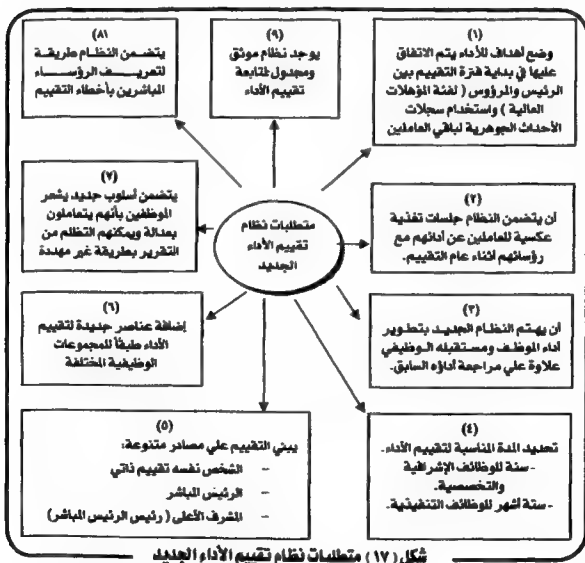 (١)
وضع أهداف للأداء يتم الاتفاق
عليها في بداية فترة التقييم بين
الرئيس والمرؤوس (لفئة المؤهلات
العالية) واستخدام سجلات
الأحداث الجوهرية لباقي العاملين
(٩)
يوجد نظام موثق
ومجدول لمتابعة
تقييم الأداء
(٨١)
يتضمن النظام طريقة
لتعريف الرؤساء
المباشرين بأخطاء التقييم
(٢)
أن يتضمن النظام جلسات تغذية
عكسية للعاملين عن أدائهم مع
رؤسائهم أثناء عام التقييم.
متطلبات نظام
تقييم الأداء
الجديد
(٧)
يتضمن أسلوب جديد يشعر
الموظفين بأنهم يتعاملون
بعدالة ويمكنهم التظلم من
التقرير بطريقة غير مهددة
(٣)
أن يهتم النظام الجديد بتطوير
أداء الموظف ومستقبله الوظيفي
علاوة علي مراجعة أداؤه السابق.
(٦)
إضافة عناصر جديدة لتقييم
الأداء طبقاً للمجموعات
الوظيفية المختلفة
(٤)
تحديد المدة المناسبة لتقييم الأداء.
- سنة للوظائف الإشرافية
والتخصصية.
- ستة أشهر للوظائف التنفيذية.
(٥)
يبني التقييم علي مصادر متنوعة:
– الشخص نفسه تقييم ذاتي
– الرئيس المباشر
– المشرف الأعلى (رئيس الرئيس المباشر)
شكل (١٧) متطلبات نظام تقييم الأداء الجديد